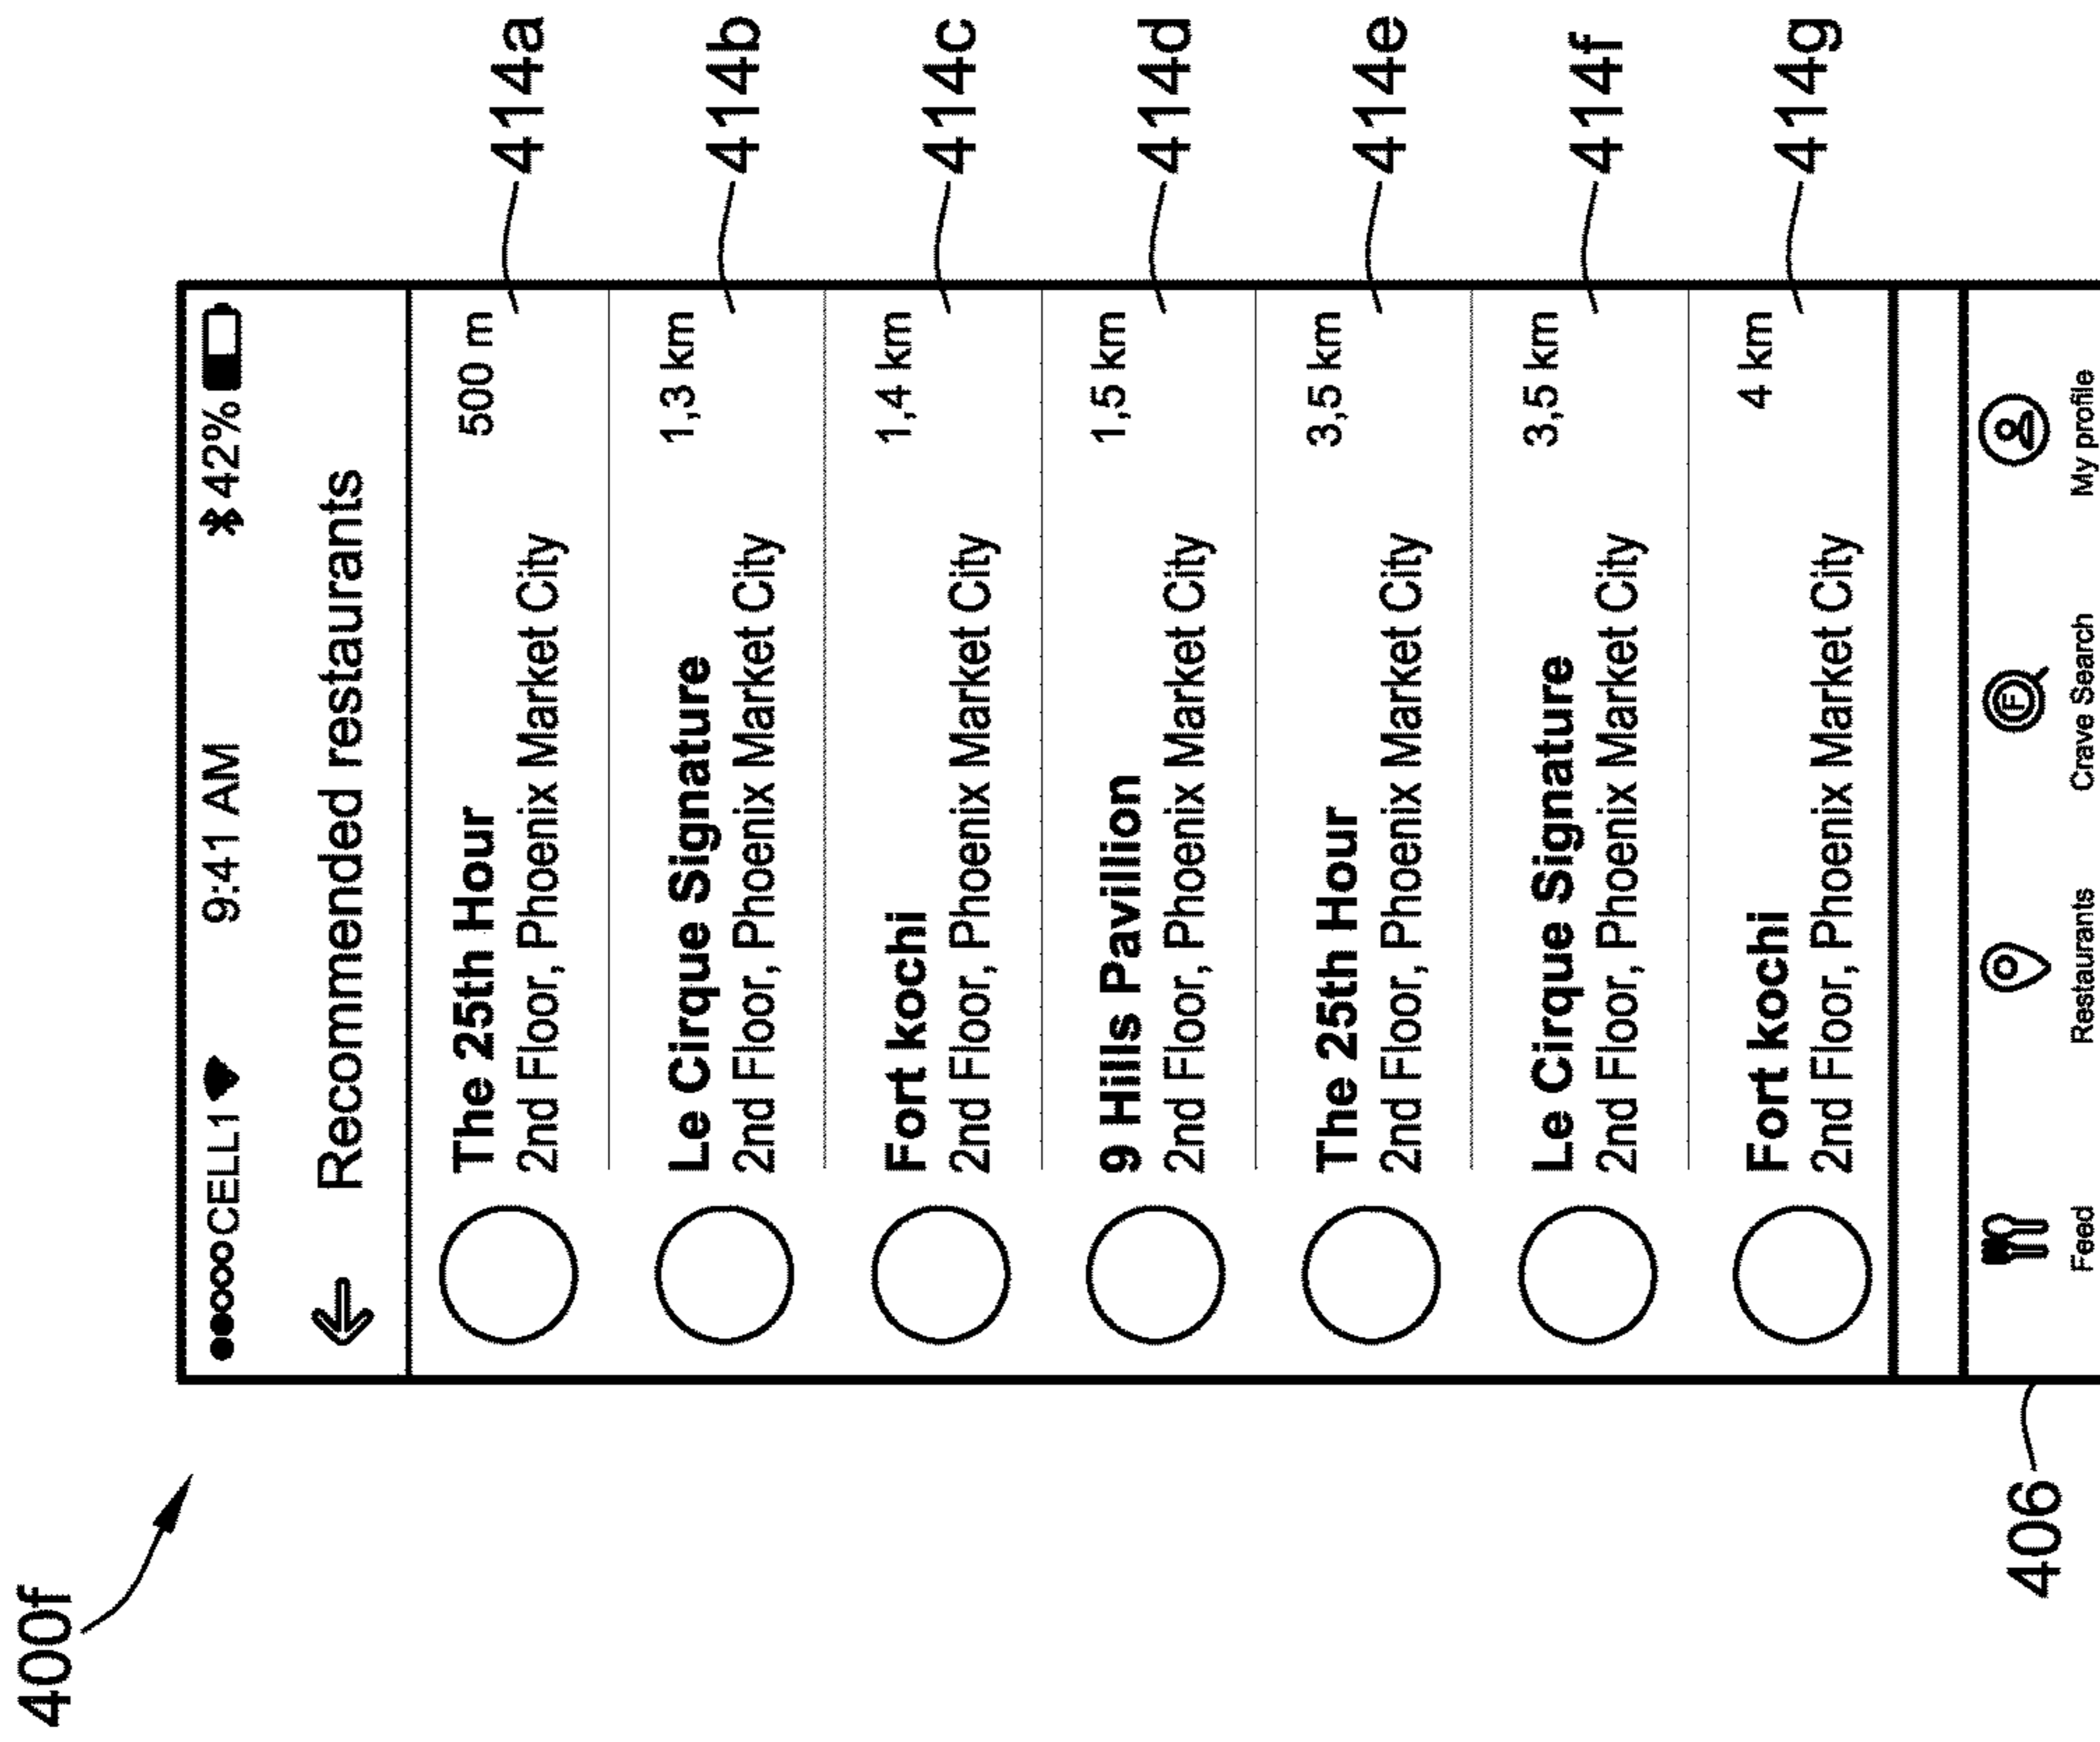 400f
CELL1 9:41 AM 42%
Recommended restaurants
The 25th Hour 500 m
2nd Floor, Phoenix Market City
414a
Le Cirque Signature 1,3 km
2nd Floor, Phoenix Market City
414b
Fort kochi 1,4 km
2nd Floor, Phoenix Market City
414c
9 Hills Pavillion 1,5 km
2nd Floor, Phoenix Market City
414d
The 25th Hour 3,5 km
2nd Floor, Phoenix Market City
414e
Le Cirque Signature 3,5 km
2nd Floor, Phoenix Market City
414f
Fort kochi 4 km
2nd Floor, Phoenix Market City
414g
406
F
Feed Restaurants Crave Search My profile